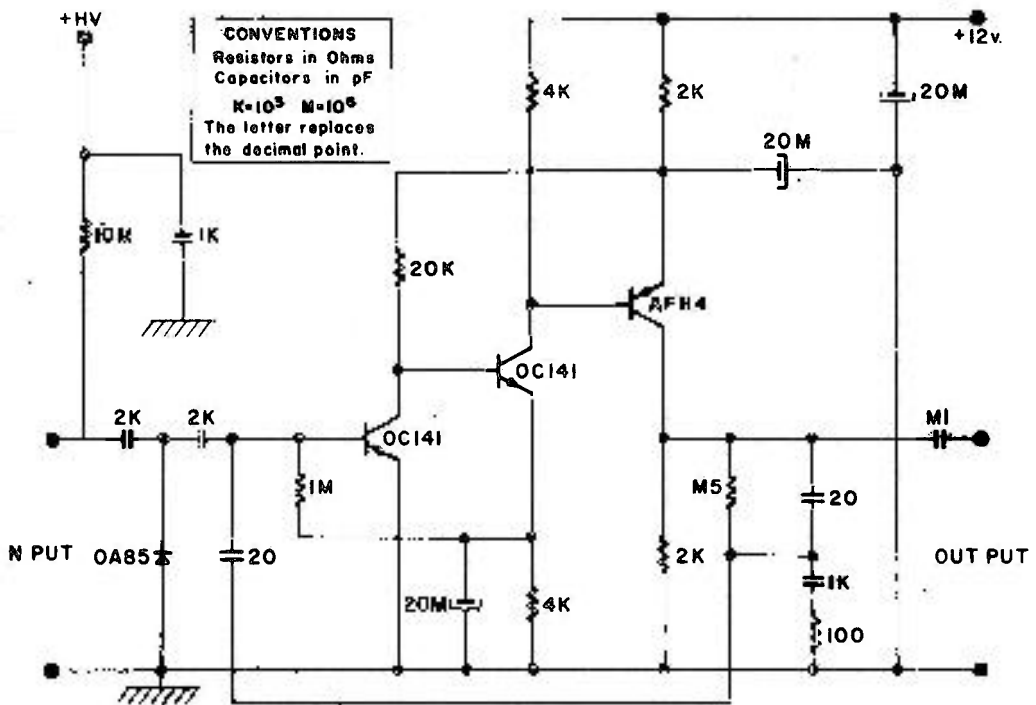 +HV
CONVENTIONS
Resistors in Ohms
Capacitors in pF
K=10³ M=10⁶
The letter replaces
the decimal point.
+12v.
4K
2K
20M
20M
10M
1K
20K
AFH4
OC141
2K
2K
OC141
M1
1M
M5
20
N PUT
OA85
20
2K
OUT PUT
1K
20M
4K
100